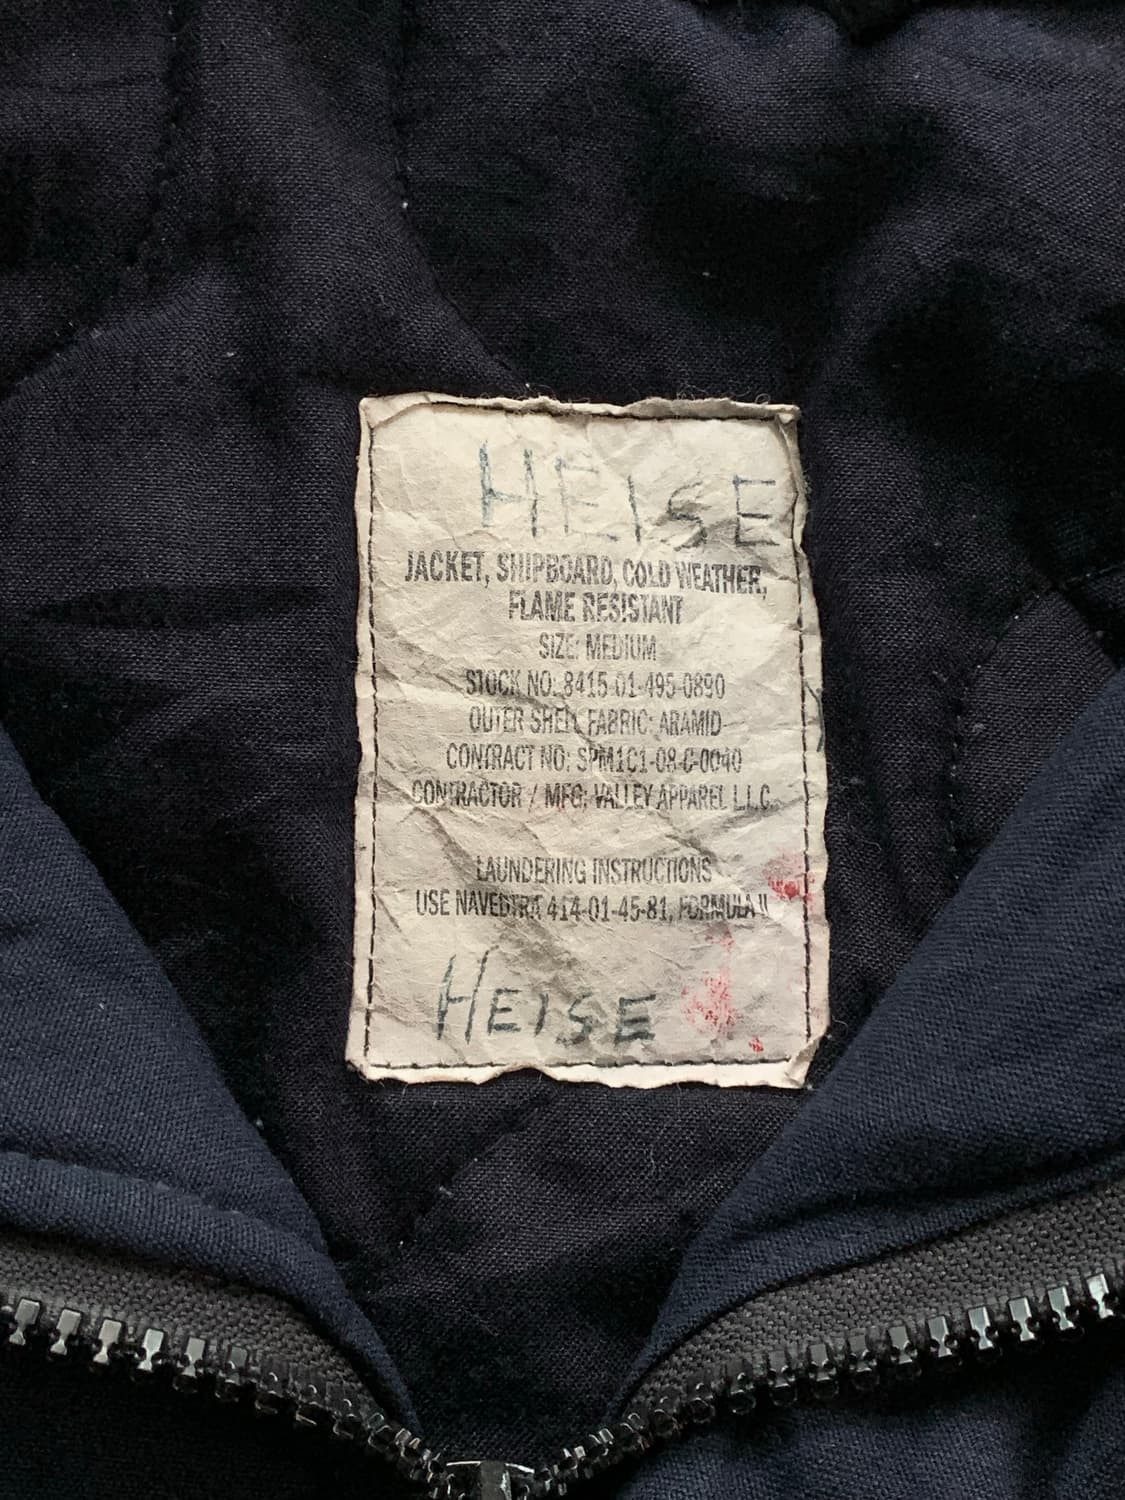 HEISE
JACKET, SHIPBOARD, COLD WEATHER,
FLAME RESISTANT
SIZE: MEDIUM
STOCK NO. 8415-01-495-0890
OUTER SHELL FABRIC: ARAMID
CONTRACT NO: SPM1C1-08-C-0040
CONTRACTOR / MFG: VALLEY APPAREL L.L.C.
LAUNDERING INSTRUCTIONS
USE NAVEDTRA 414-01-45-81, FORMULA II
HEISE